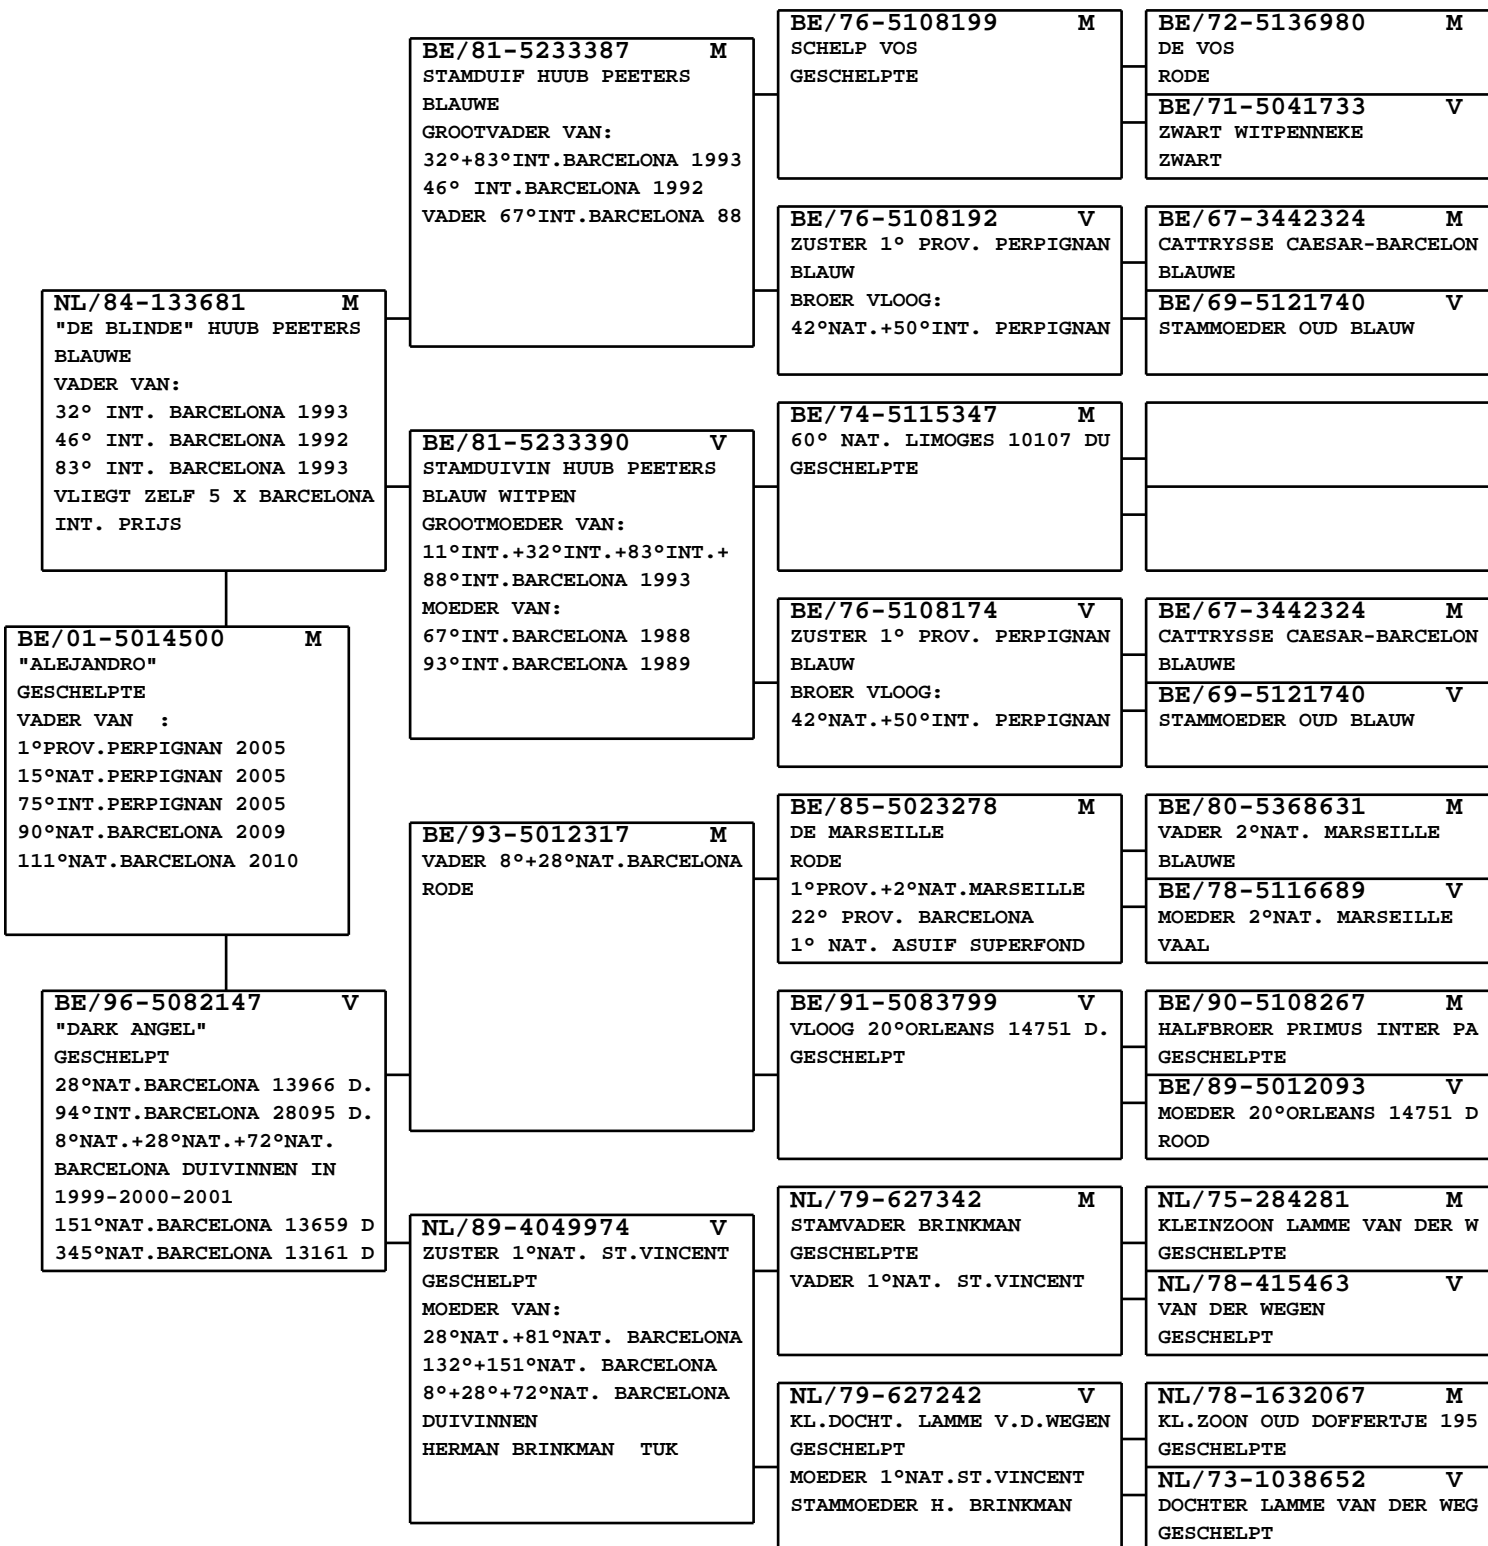 BE/01-5014500 M
"ALEJANDRO"
GESCHELPTE
VADER VAN :
1°PROV.PERPIGNAN 2005
15°NAT.PERPIGNAN 2005
75°INT.PERPIGNAN 2005
90°NAT.BARCELONA 2009
111°NAT.BARCELONA 2010
NL/84-133681 M
"DE BLINDE" HUUB PEETERS
BLAUWE
VADER VAN:
32° INT. BARCELONA 1993
46° INT. BARCELONA 1992
83° INT. BARCELONA 1993
VLIEGT ZELF 5 X BARCELONA
INT. PRIJS
BE/96-5082147 V
"DARK ANGEL"
GESCHELPT
28°NAT.BARCELONA 13966 D.
94°INT.BARCELONA 28095 D.
8°NAT.+28°NAT.+72°NAT.
BARCELONA DUIVINNEN IN
1999-2000-2001
151°NAT.BARCELONA 13659 D
345°NAT.BARCELONA 13161 D
BE/81-5233387 M
STAMDUIF HUUB PEETERS
BLAUWE
GROOTVADER VAN:
32°+83°INT.BARCELONA 1993
46° INT.BARCELONA 1992
VADER 67°INT.BARCELONA 88
BE/81-5233390 V
STAMDUIVIN HUUB PEETERS
BLAUW WITPEN
GROOTMOEDER VAN:
11°INT.+32°INT.+83°INT.+
88°INT.BARCELONA 1993
MOEDER VAN:
67°INT.BARCELONA 1988
93°INT.BARCELONA 1989
BE/93-5012317 M
VADER 8°+28°NAT.BARCELONA
RODE
NL/89-4049974 V
ZUSTER 1°NAT. ST.VINCENT
GESCHELPT
MOEDER VAN:
28°NAT.+81°NAT. BARCELONA
132°+151°NAT. BARCELONA
8°+28°+72°NAT. BARCELONA
DUIVINNEN
HERMAN BRINKMAN TUK
BE/76-5108199 M
SCHELP VOS
GESCHELPTE
BE/76-5108192 V
ZUSTER 1° PROV. PERPIGNAN
BLAUW
BROER VLOOG:
42°NAT.+50°INT. PERPIGNAN
BE/74-5115347 M
60° NAT. LIMOGES 10107 DU
GESCHELPTE
BE/76-5108174 V
ZUSTER 1° PROV. PERPIGNAN
BLAUW
BROER VLOOG:
42°NAT.+50°INT. PERPIGNAN
BE/85-5023278 M
DE MARSEILLE
RODE
1°PROV.+2°NAT.MARSEILLE
22° PROV. BARCELONA
1° NAT. ASUIF SUPERFOND
BE/91-5083799 V
VLOOG 20°ORLEANS 14751 D.
GESCHELPT
NL/79-627342 M
STAMVADER BRINKMAN
GESCHELPTE
VADER 1°NAT. ST.VINCENT
NL/79-627242 V
KL.DOCHT. LAMME V.D.WEGEN
GESCHELPT
MOEDER 1°NAT.ST.VINCENT
STAMMOEDER H. BRINKMAN
BE/72-5136980 M
DE VOS
RODE
BE/71-5041733 V
ZWART WITPENNEKE
ZWART
BE/67-3442324 M
CATTRYSSE CAESAR-BARCELON
BLAUWE
BE/69-5121740 V
STAMMOEDER OUD BLAUW
BE/67-3442324 M
CATTRYSSE CAESAR-BARCELON
BLAUWE
BE/69-5121740 V
STAMMOEDER OUD BLAUW
BE/80-5368631 M
VADER 2°NAT. MARSEILLE
BLAUWE
BE/78-5116689 V
MOEDER 2°NAT. MARSEILLE
VAAL
BE/90-5108267 M
HALFBROER PRIMUS INTER PA
GESCHELPTE
BE/89-5012093 V
MOEDER 20°ORLEANS 14751 D
ROOD
NL/75-284281 M
KLEINZOON LAMME VAN DER W
GESCHELPTE
NL/78-415463 V
VAN DER WEGEN
GESCHELPT
NL/78-1632067 M
KL.ZOON OUD DOFFERTJE 195
GESCHELPTE
NL/73-1038652 V
DOCHTER LAMME VAN DER WEG
GESCHELPT